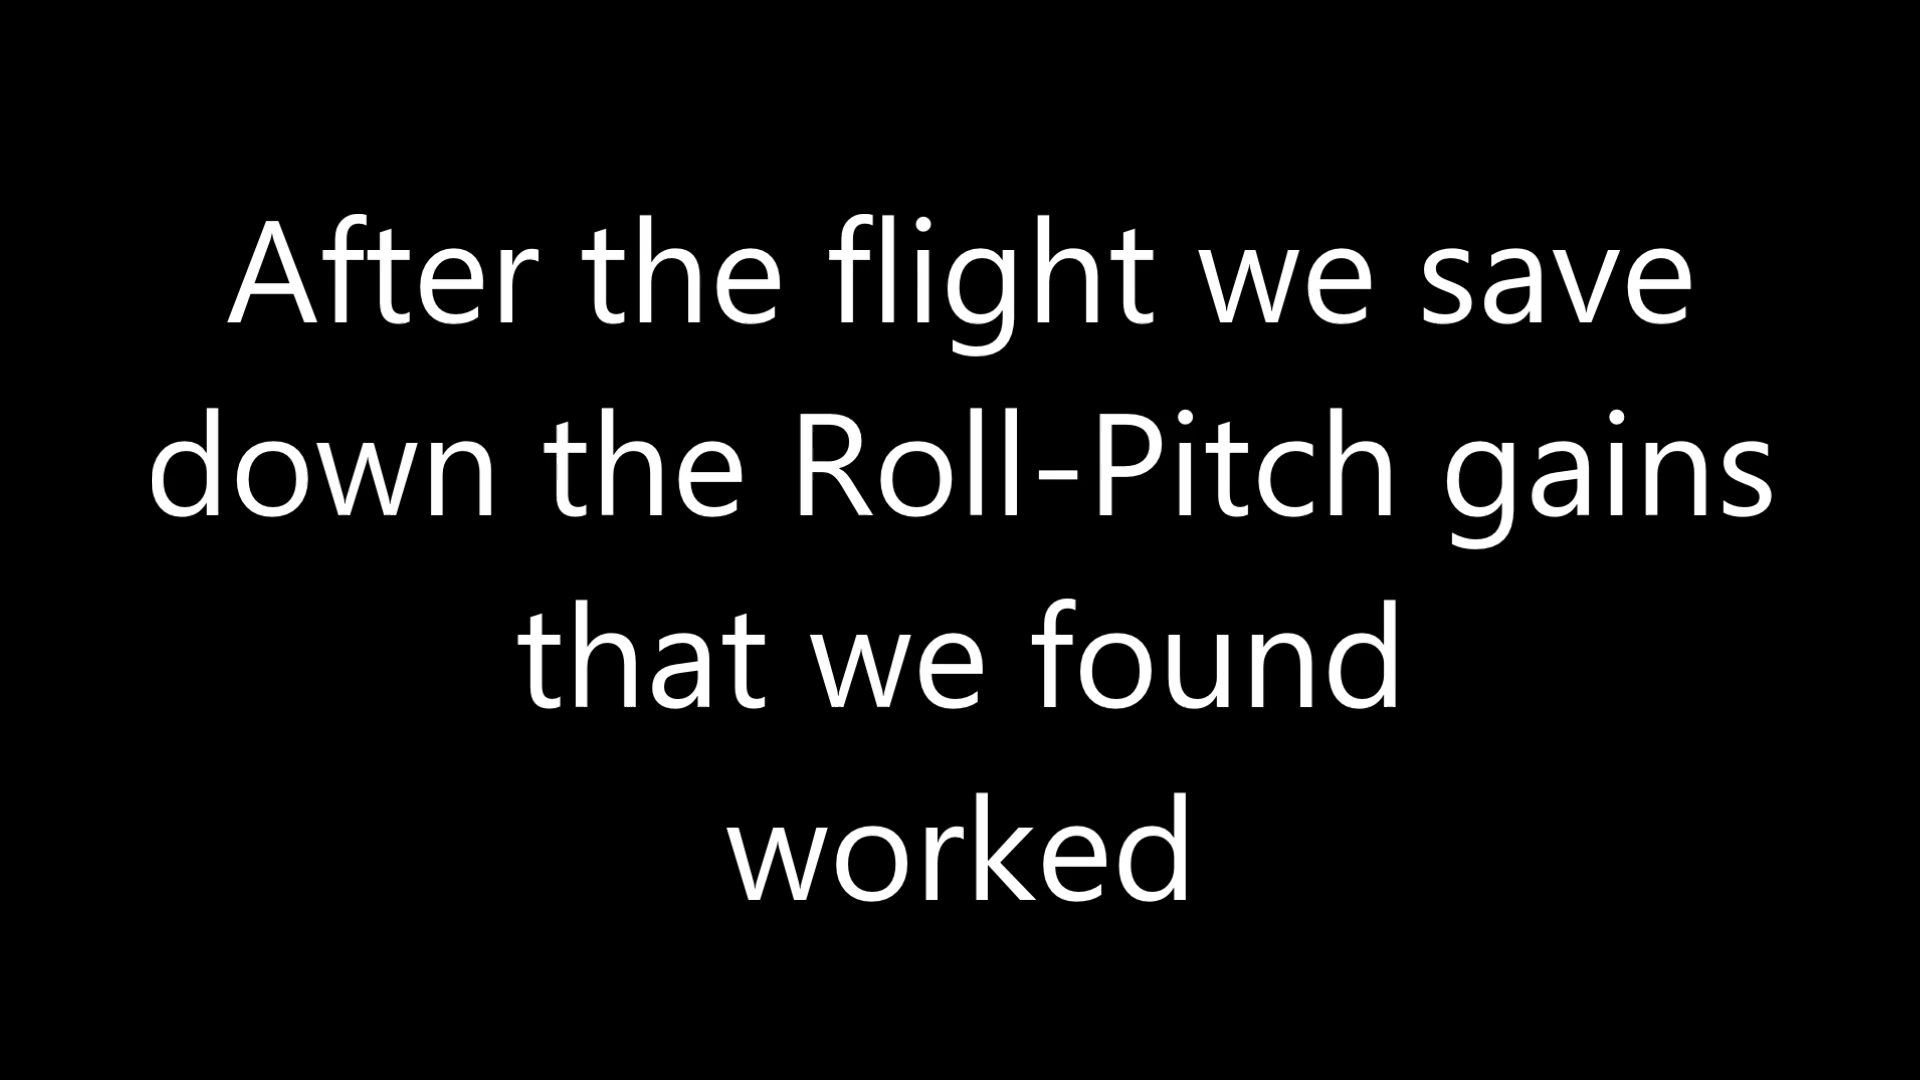 After the flight we save
down the Roll-Pitch gains
that we found
worked